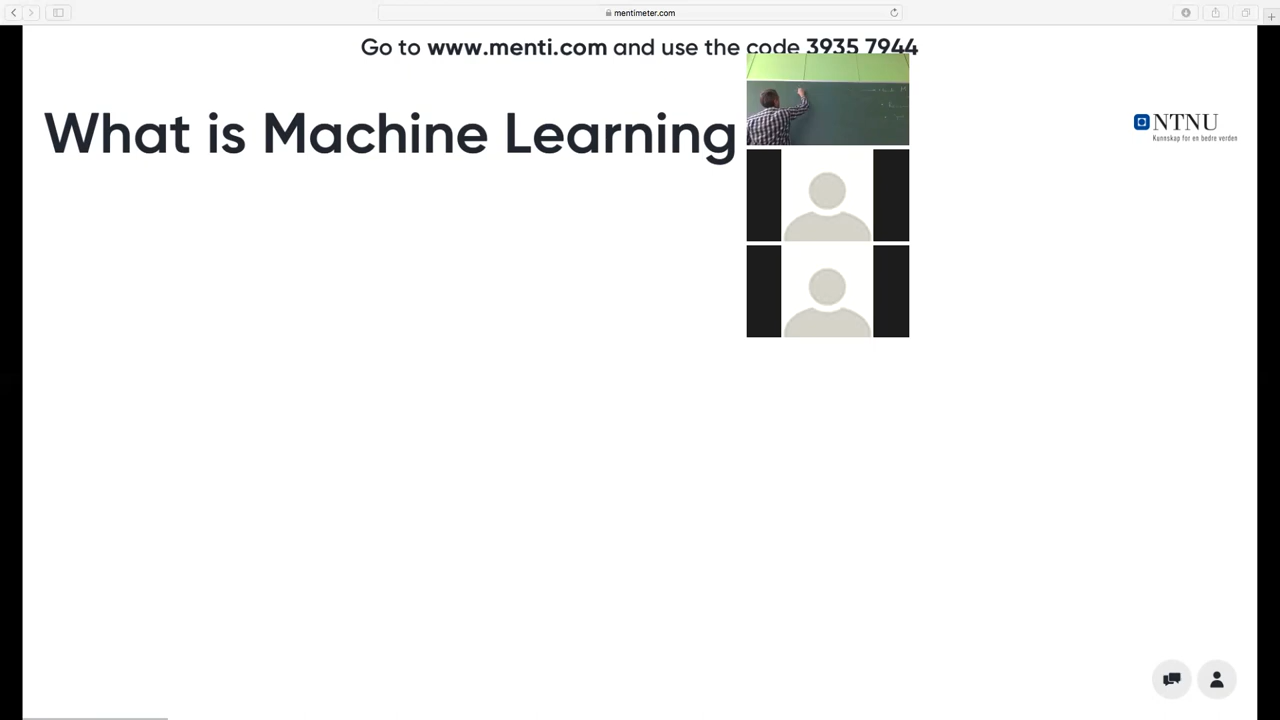 mentimeter.com
Go to www.menti.com and use the code 3935 7944
What is Machine Learning
NTNU
Kunnskap for en bedre verden